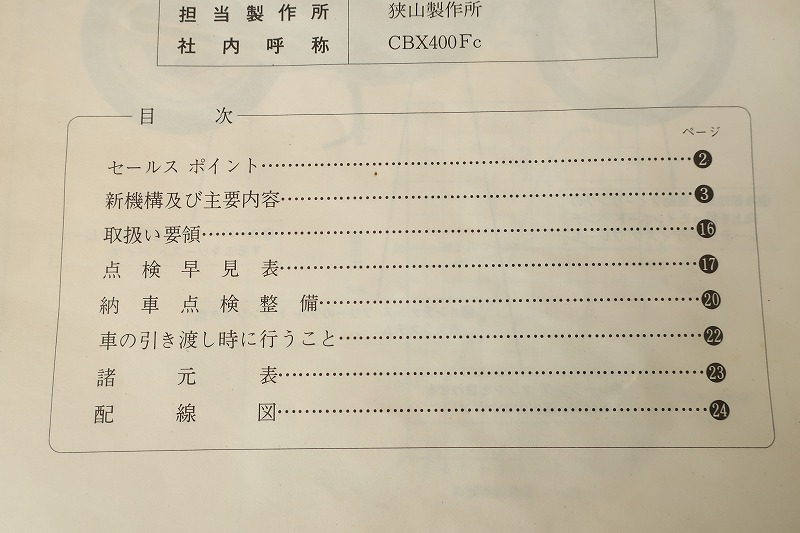 担当製作所 狭山製作所
社内呼称 CBX400Fc
目次
ページ
セールス ポイント……………………………………………2
新機構及び主要内容……………………………………………3
取扱い要領……………………………………………16
点検早見表……………………………………………17
納車点検整備……………………………………………20
車の引き渡し時に行うこと……………………………………………22
諸元表……………………………………………23
配線図……………………………………………24